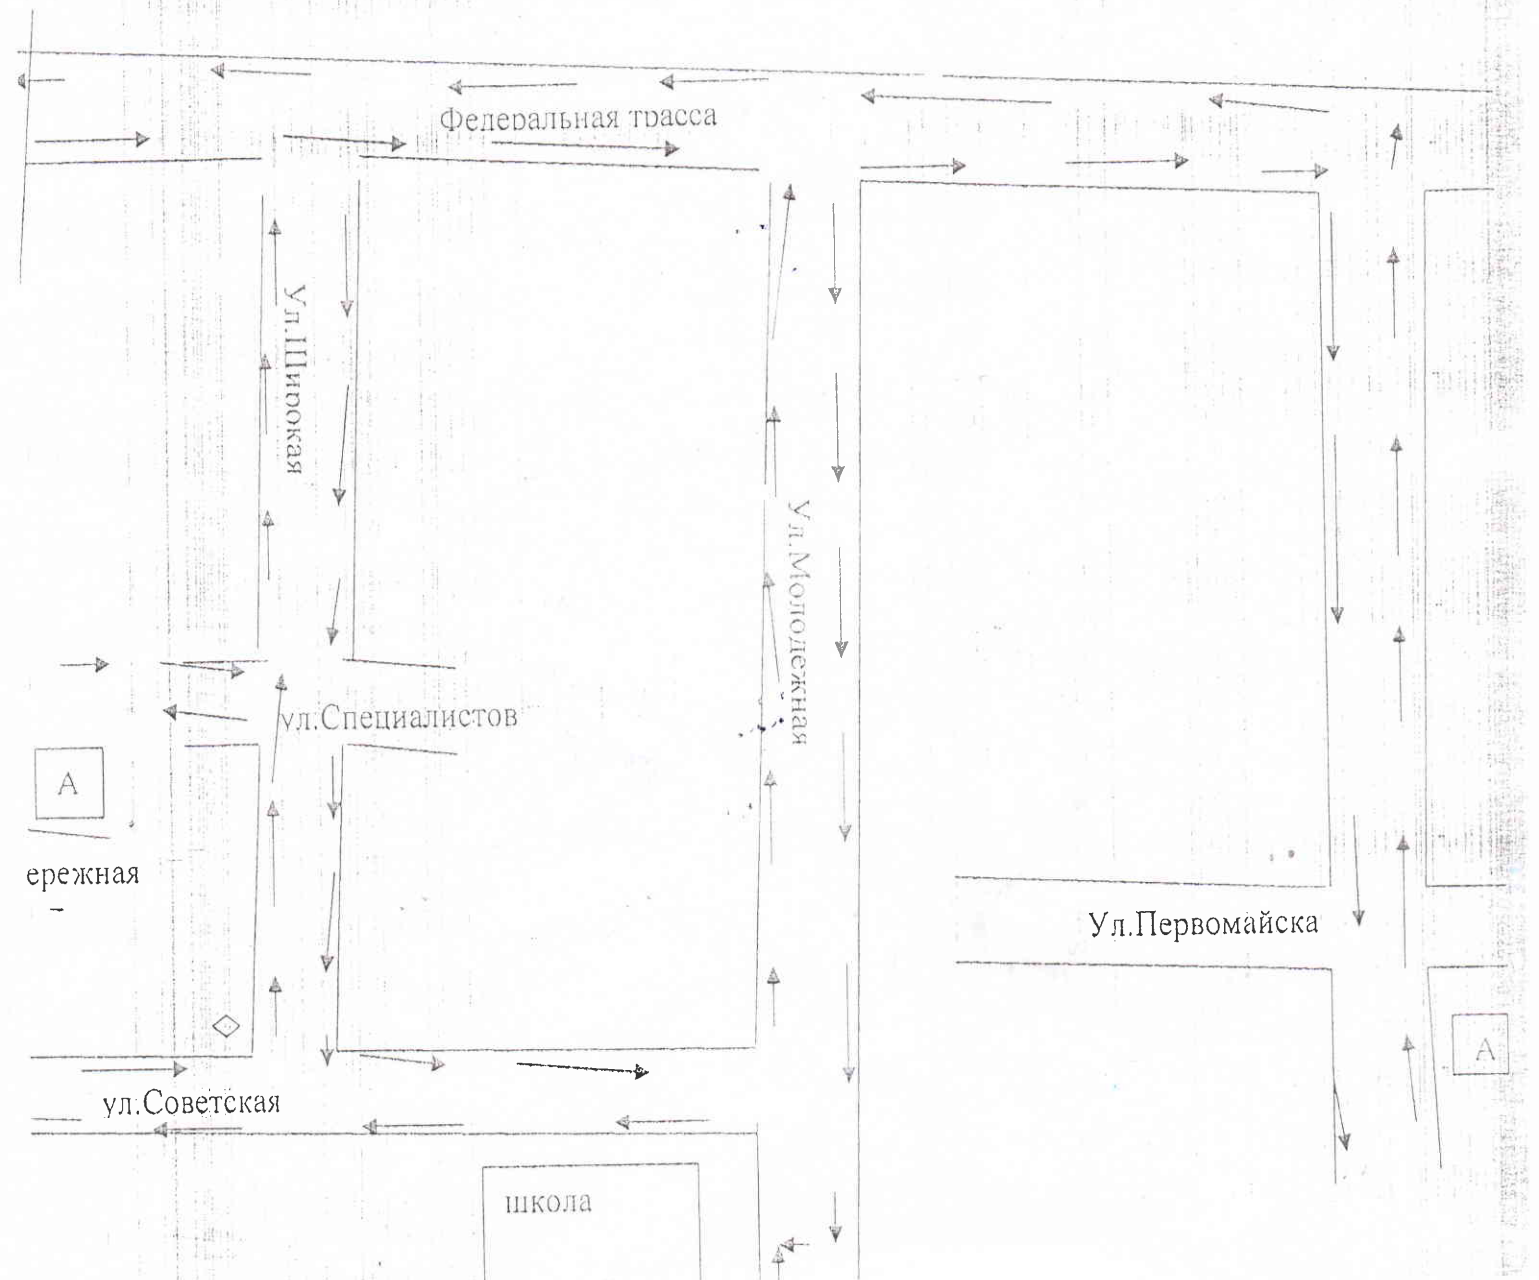 Федеральная трасса
Ул.Широкая
Ул.Молодежная
ул.Специалистов
А
ережная
Ул.Первомайска
А
ул.Советская
школа